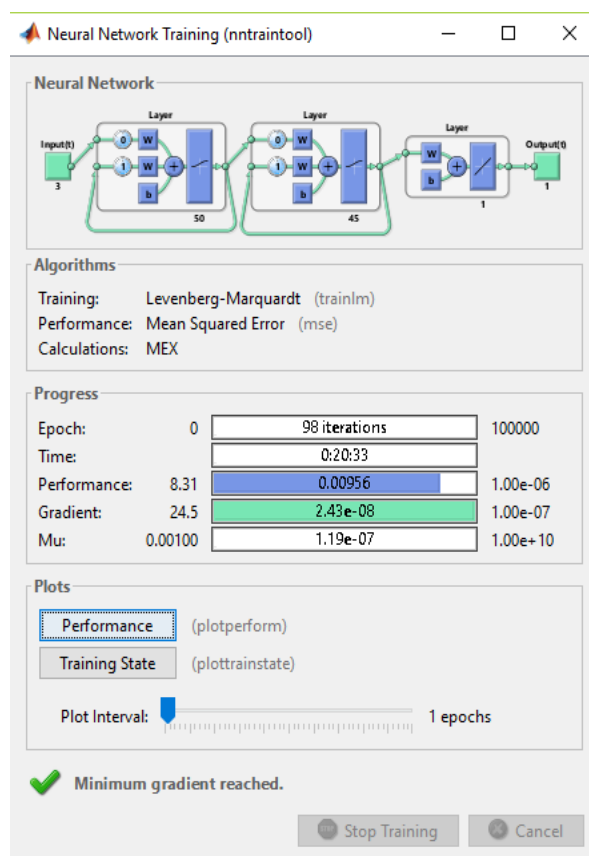 Neural Network Training (nntraintool)
Neural Network
Layer Layer Layer
Input(t) Output(t)
0 W 0 W W
1 W 1 W
b b b
3 50 45 1 1
Algorithms
Training: Levenberg-Marquardt (trainlm)
Performance: Mean Squared Error (mse)
Calculations: MEX
Progress
Epoch: 0 98 iterations 100000
Time: 0:20:33
Performance: 8.31 0.00956 1.00e-06
Gradient: 24.5 2.43e-08 1.00e-07
Mu: 0.00100 1.19e-07 1.00e+10
Plots
Performance (plotperform)
Training State (plottrainstate)
Plot Interval: 1 epochs
Minimum gradient reached.
Stop Training Cancel